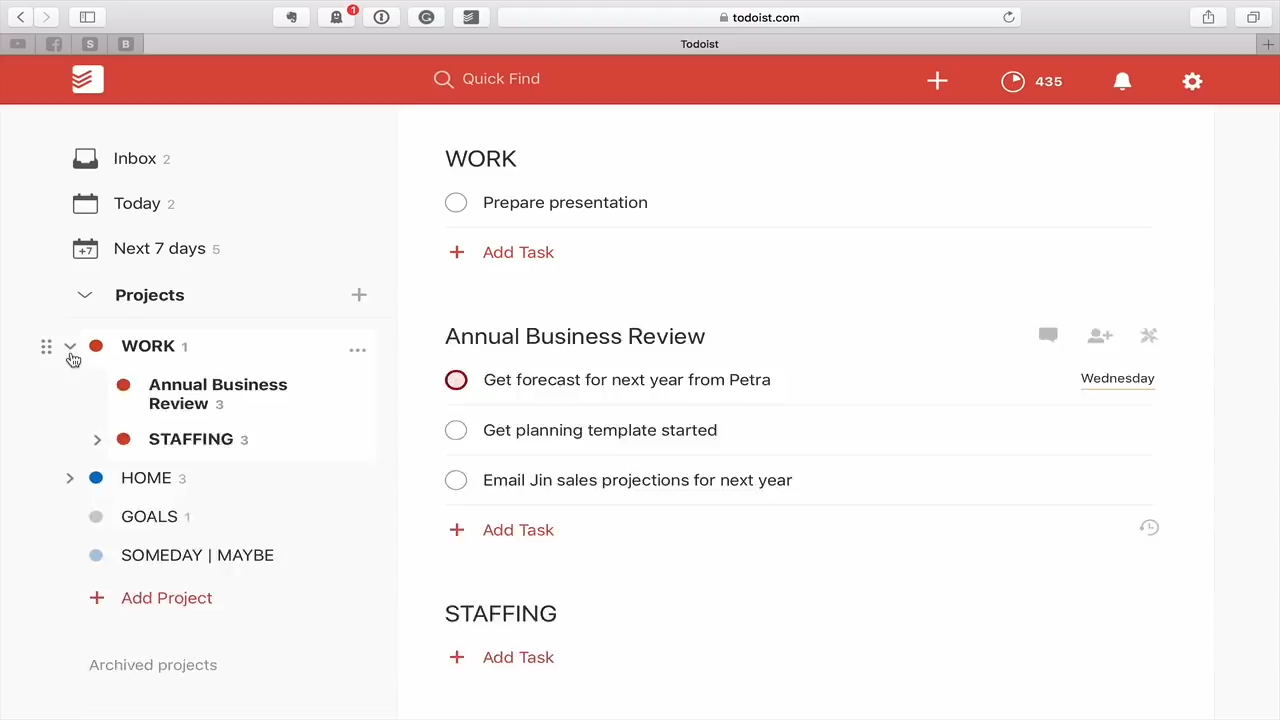 1
todoist.com
S
B
Todoist
Quick Find
435
Inbox 2
Today 2
+7
Next 7 days 5
Projects
WORK 1
Annual Business
Review 3
STAFFING 3
HOME 3
GOALS 1
SOMEDAY | MAYBE
Add Project
Archived projects
WORK
Prepare presentation
Add Task
Annual Business Review
Get forecast for next year from Petra
Wednesday
Get planning template started
Email Jin sales projections for next year
Add Task
STAFFING
Add Task